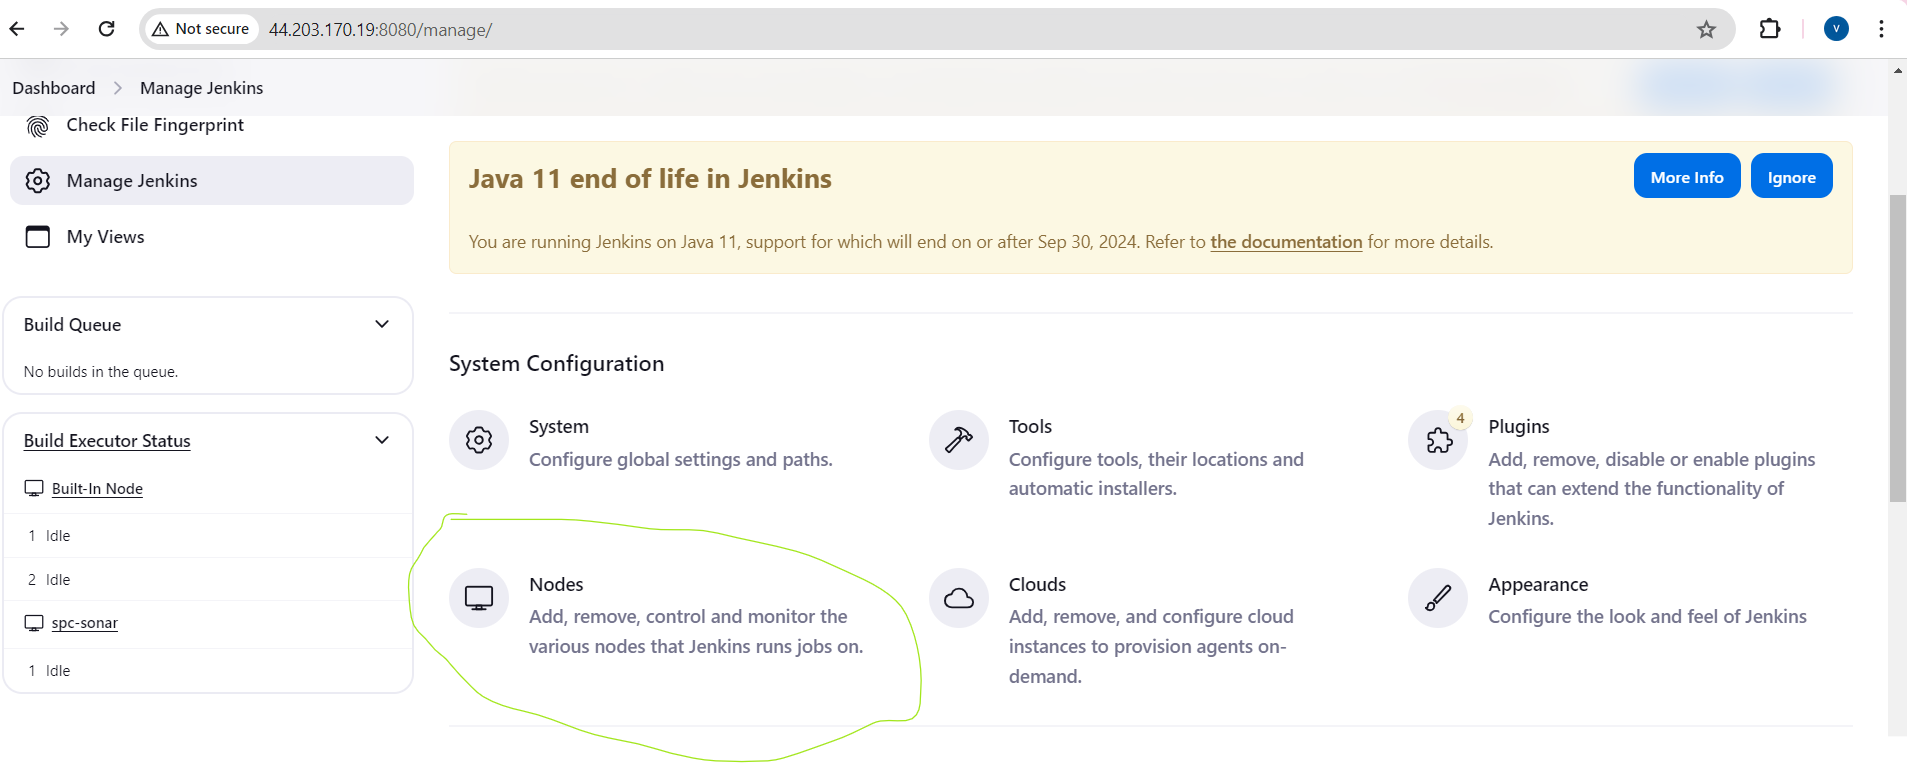 Not secure 44.203.170.19:8080/manage/
V
Dashboard > Manage Jenkins
Check File Fingerprint
Manage Jenkins
My Views
Build Queue
No builds in the queue.
Build Executor Status
Built-In Node
1 Idle
2 Idle
spc-sonar
1 Idle
Java 11 end of life in Jenkins
More Info
Ignore
You are running Jenkins on Java 11, support for which will end on or after Sep 30, 2024. Refer to the documentation for more details.
System Configuration
System
Configure global settings and paths.
Tools
Configure tools, their locations and
automatic installers.
4
Plugins
Add, remove, disable or enable plugins
that can extend the functionality of
Jenkins.
Nodes
Add, remove, control and monitor the
various nodes that Jenkins runs jobs on.
Clouds
Add, remove, and configure cloud
instances to provision agents on-
demand.
Appearance
Configure the look and feel of Jenkins